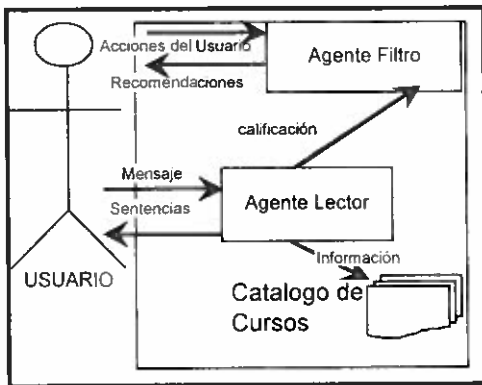 Acciones del Usuario
Agente Filtro
Recomendaciones
calificación
Mensaje
Agente Lector
Sentencias
Información
USUARIO
Catalogo de
Cursos